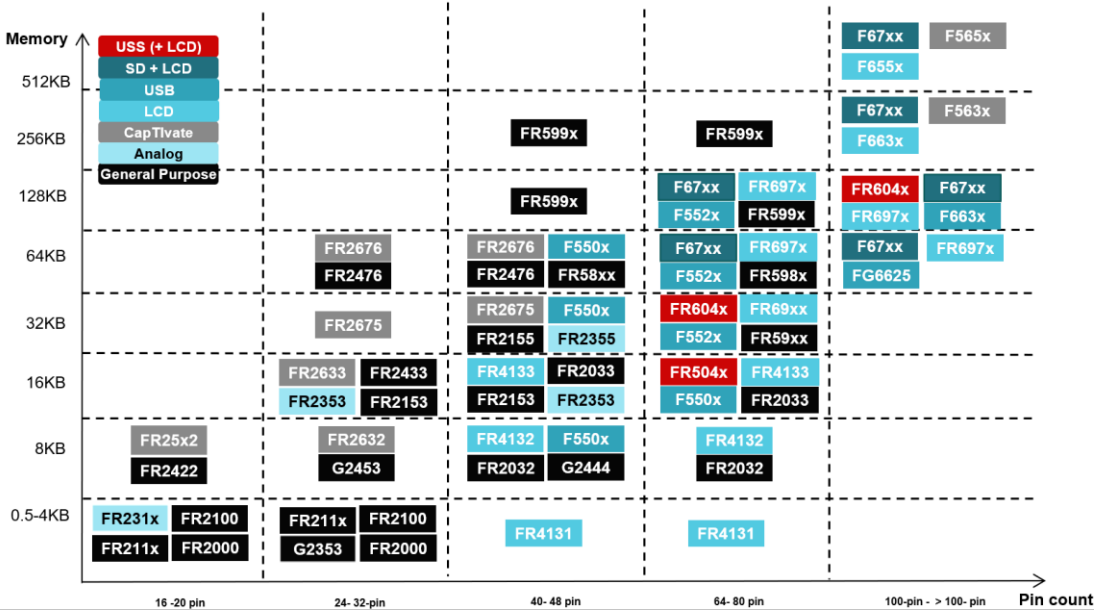 Memory
USS (+ LCD)
SD + LCD
USB
LCD
CapTIvate
Analog
General Purpose
F67xx F565x
F655x
512KB
F67xx F563x
256KB FR599x FR599x
F663x
F67xx FR697x FR604x F67xx
128KB FR599x
F552x FR599x FR697x F663x
FR2676 FR2676 F550x F67xx FR697x F67xx FR697x
64KB
FR2476 FR2476 FR58xx F552x FR598x FG6625
FR2675 F550x FR604x FR69xx
32KB FR2675
FR2155 FR2355 F552x FR59xx
FR2633 FR2433 FR4133 FR2033 FR504x FR4133
16KB
FR2353 FR2153 FR2153 FR2353 F550x FR2033
FR25x2 FR2632 FR4132 F550x FR4132
8KB
FR2422 G2453 FR2032 G2444 FR2032
0.5-4KB
FR231x FR2100 FR211x FR2100
FR4131 FR4131
FR211x FR2000 G2353 FR2000
16 -20 pin 24- 32-pin 40- 48 pin 64- 80 pin 100-pin - > 100- pin Pin count